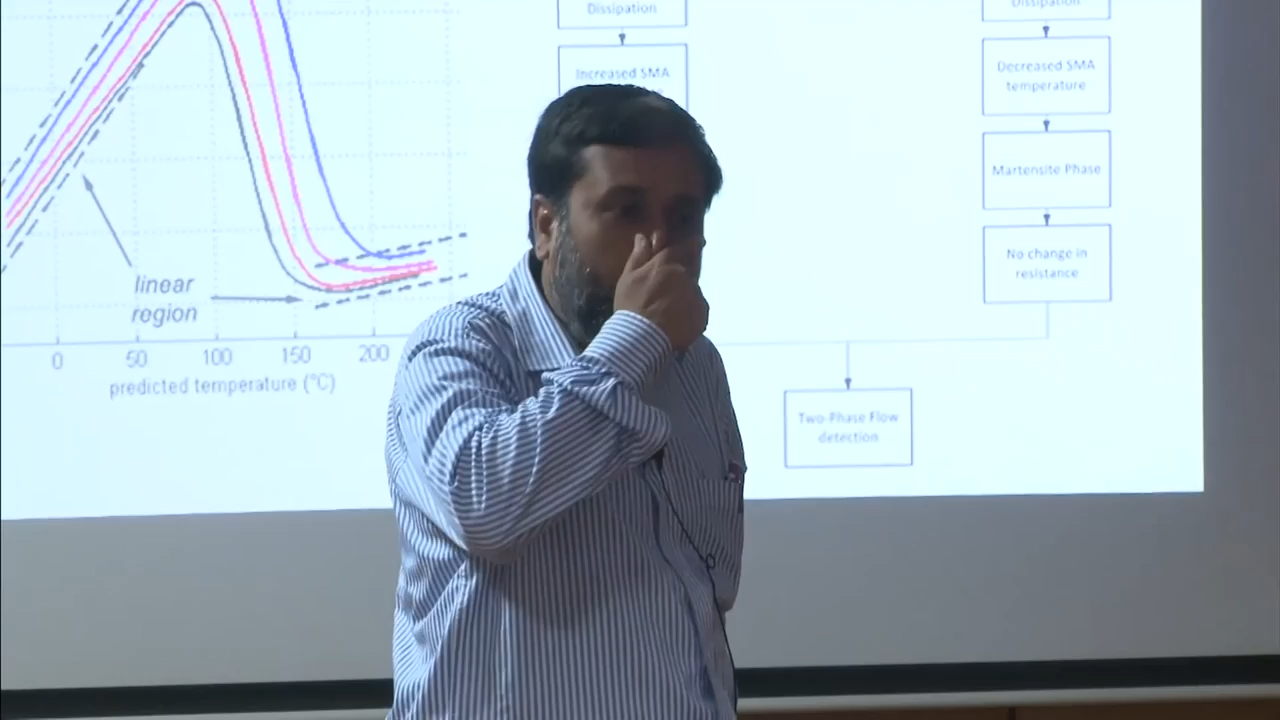 Dissipation
Increased SMA
linear
region
0 50 100 150 200
predicted temperature (°C)
Dissipation
Decreased SMA
temperature
Martensite Phase
No change in
resistance
Two-Phase Flow
detection